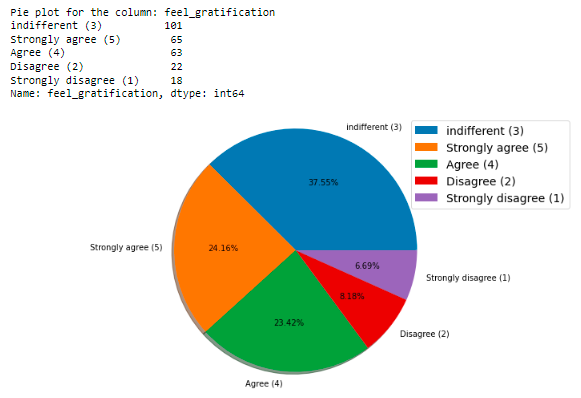 Pie plot for the column: feel_gratification
indifferent (3) 101
Strongly agree (5) 65
Agree (4) 63
Disagree (2) 22
Strongly disagree (1) 18
Name: feel_gratification, dtype: int64
indifferent (3)
indifferent (3)
Strongly agree (5)
Agree (4)
Disagree (2)
Strongly disagree (1)
37.55%
Strongly agree (5)
24.16%
6.69%
Strongly disagree (1)
8.18%
23.42%
Disagree (2)
Agree (4)